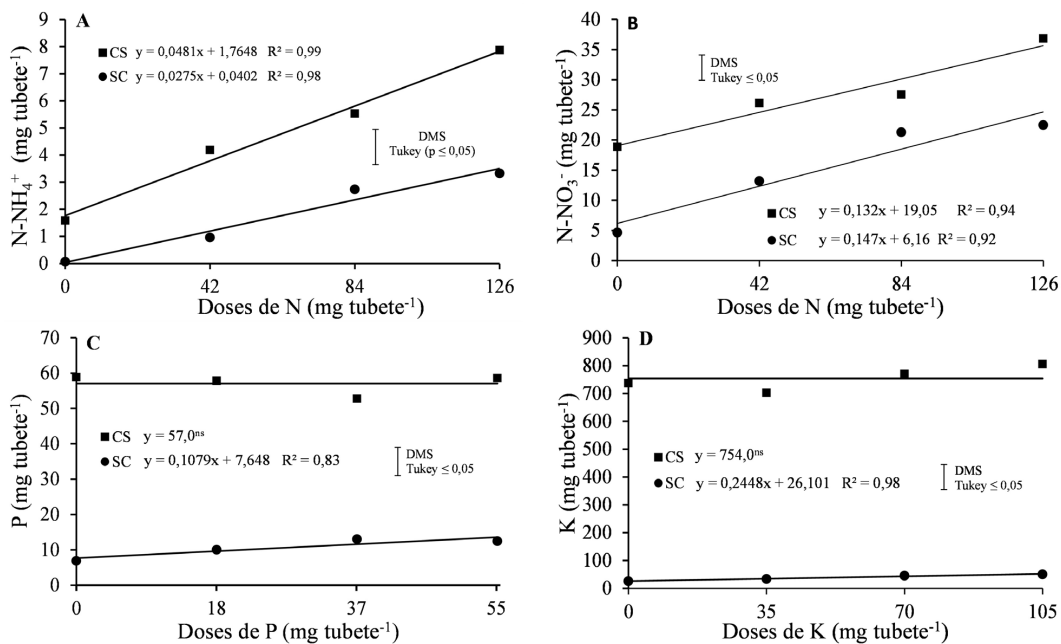 A
N-NH₄⁺ (mg tubete⁻¹)
9
8
7
6
5
4
3
2
1
0
CS y = 0,0481x + 1,7648 R² = 0,99
SC y = 0,0275x + 0,0402 R² = 0,98
DMS
Tukey (p ≤ 0,05)
0 42 84 126
Doses de N (mg tubete⁻¹)
B
N-NO₃⁻ (mg tubete⁻¹)
40
35
30
25
20
15
10
5
0
DMS
Tukey ≤ 0,05
CS y = 0,132x + 19,05 R² = 0,94
SC y = 0,147x + 6,16 R² = 0,92
0 42 84 126
Doses de N (mg tubete⁻¹)
C
P (mg tubete⁻¹)
70
60
50
40
30
20
10
0
CS y = 57,0ⁿˢ
SC y = 0,1079x + 7,648 R² = 0,83
DMS
Tukey ≤ 0,05
0 18 37 55
Doses de P (mg tubete⁻¹)
D
K (mg tubete⁻¹)
900
800
700
600
500
400
300
200
100
0
CS y = 754,0ⁿˢ
SC y = 0,2448x + 26,101 R² = 0,98
DMS
Tukey ≤ 0,05
0 35 70 105
Doses de K (mg tubete⁻¹)